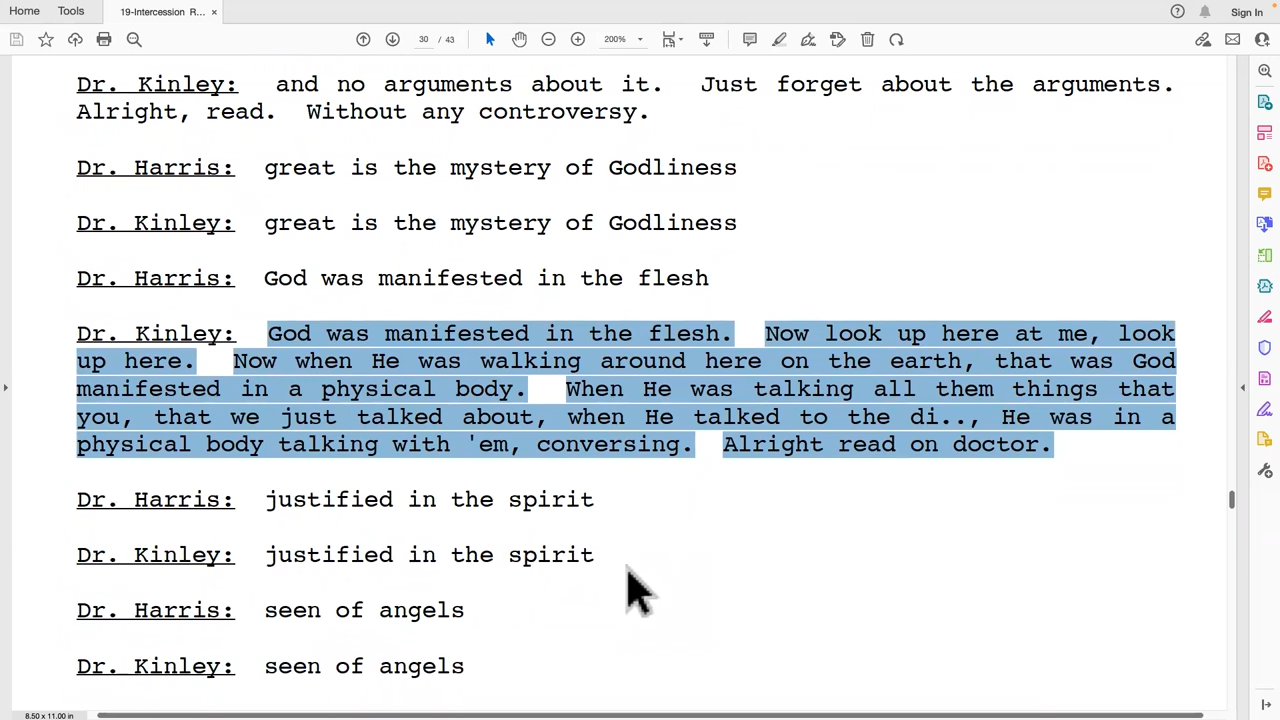 Home Tools 19-Intercession R... × Sign In
30 / 43 200%
Dr. Kinley: and no arguments about it. Just forget about the arguments.
Alright, read. Without any controversy.
Dr. Harris: great is the mystery of Godliness
Dr. Kinley: great is the mystery of Godliness
Dr. Harris: God was manifested in the flesh
Dr. Kinley: God was manifested in the flesh. Now look up here at me, look
up here. Now when He was walking around here on the earth, that was God
manifested in a physical body. When He was talking all them things that
you, that we just talked about, when He talked to the di.., He was in a
physical body talking with 'em, conversing. Alright read on doctor.
Dr. Harris: justified in the spirit
Dr. Kinley: justified in the spirit
Dr. Harris: seen of angels
Dr. Kinley: seen of angels
8.50 x 11.00 in